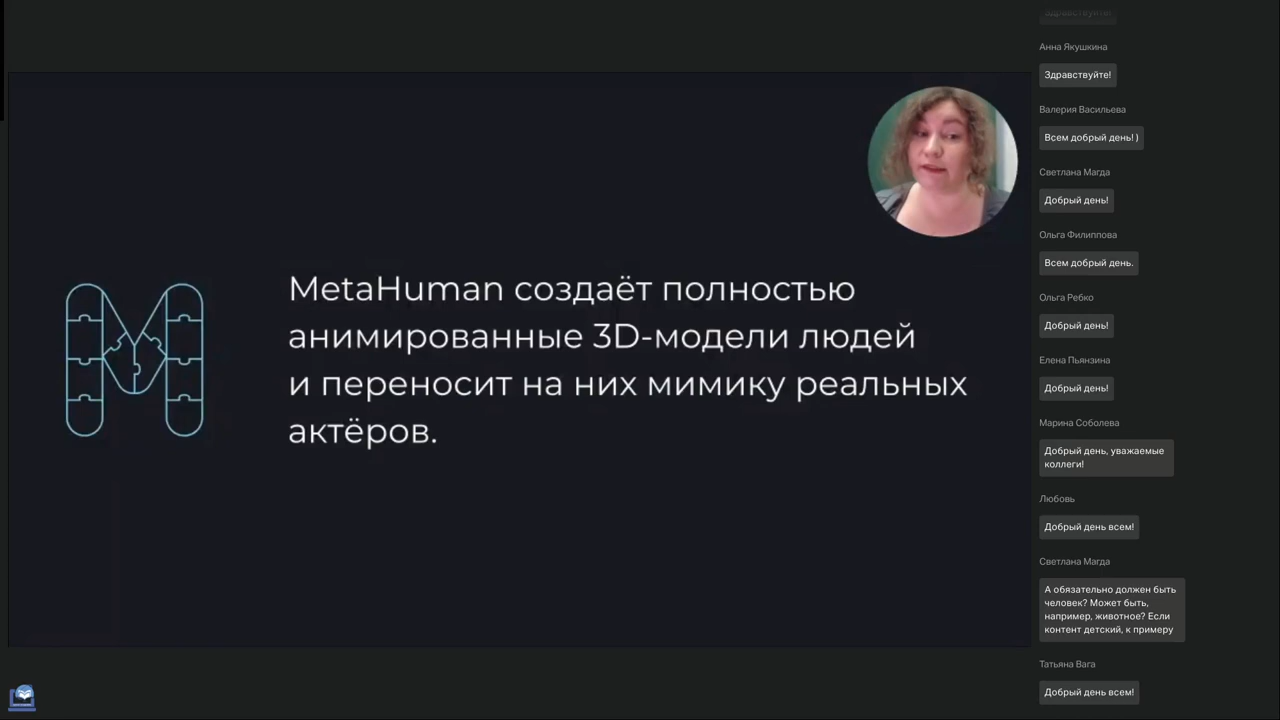 MetaHuman создаёт полностью
анимированные 3D-модели людей
и переносит на них мимику реальных
актёров.
здравствуйте!
Анна Якушкина
Здравствуйте!
Валерия Васильева
Всем добрый день! )
Светлана Магда
Добрый день!
Ольга Филиппова
Всем добрый день.
Ольга Ребко
Добрый день!
Елена Пьянзина
Добрый день!
Марина Соболева
Добрый день, уважаемые
коллеги!
Любовь
Добрый день всем!
Светлана Магда
А обязательно должен быть
человек? Может быть,
например, животное? Если
контент детский, к примеру
Татьяна Вага
Добрый день всем!